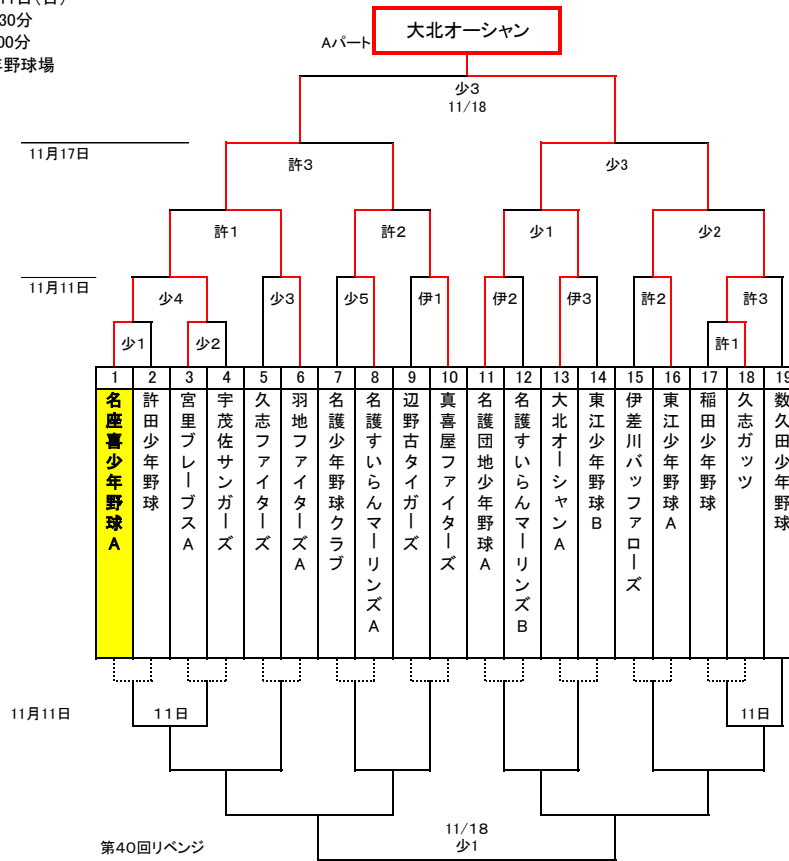 11日(日)
30分
00分
年野球場
Aパート
大北オーシャン
少3
11/18
11月17日
許3
少3
許1
許2
少1
少2
11月11日
少4
少3
少5
伊1
伊2
伊3
許2
許3
少1
少2
許1
1 2 3 4 5 6 7 8 9 10 11 12 13 14 15 16 17 18 19
名座喜少年野球A
許田少年野球
宮里ブレーブスA
宇茂佐サンガーズ
久志ファイターズ
羽地ファイターズA
名護少年野球クラブ
名護すいらんマーリンズA
辺野古タイガーズ
真喜屋ファイターズ
名護団地少年野球A
名護すいらんマーリンズB
大北オーシャンA
東江少年野球B
伊差川バッファローズ
東江少年野球A
稲田少年野球
久志ガッツ
数久田少年野球
11月11日
11日
11日
11/18
少1
第40回リベンジ